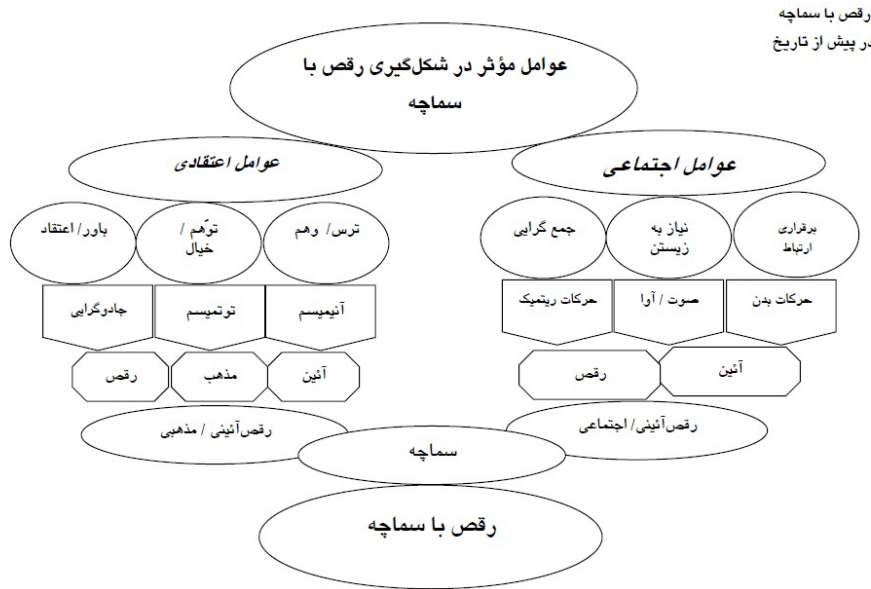 رقص با سماچه
در پیش از تاریخ
عوامل مؤثر در شکل‌گیری رقص با
سماچه
عوامل اجتماعی
عوامل اعتقادی
برقراری
ارتباط
نیاز به
زیستن
جمع گرایی
ترس/ وهم
توّهم /
خیال
باور/ اعتقاد
حرکات بدن
صوت / آوا
حرکات ریتمیک
آنیمیسم
توتمیسم
جادوگرایی
آئین
رقص
آئین
مذهب
رقص
رقص‌آئینی/ اجتماعی
رقص‌آئینی / مذهبی
سماچه
رقص با سماچه